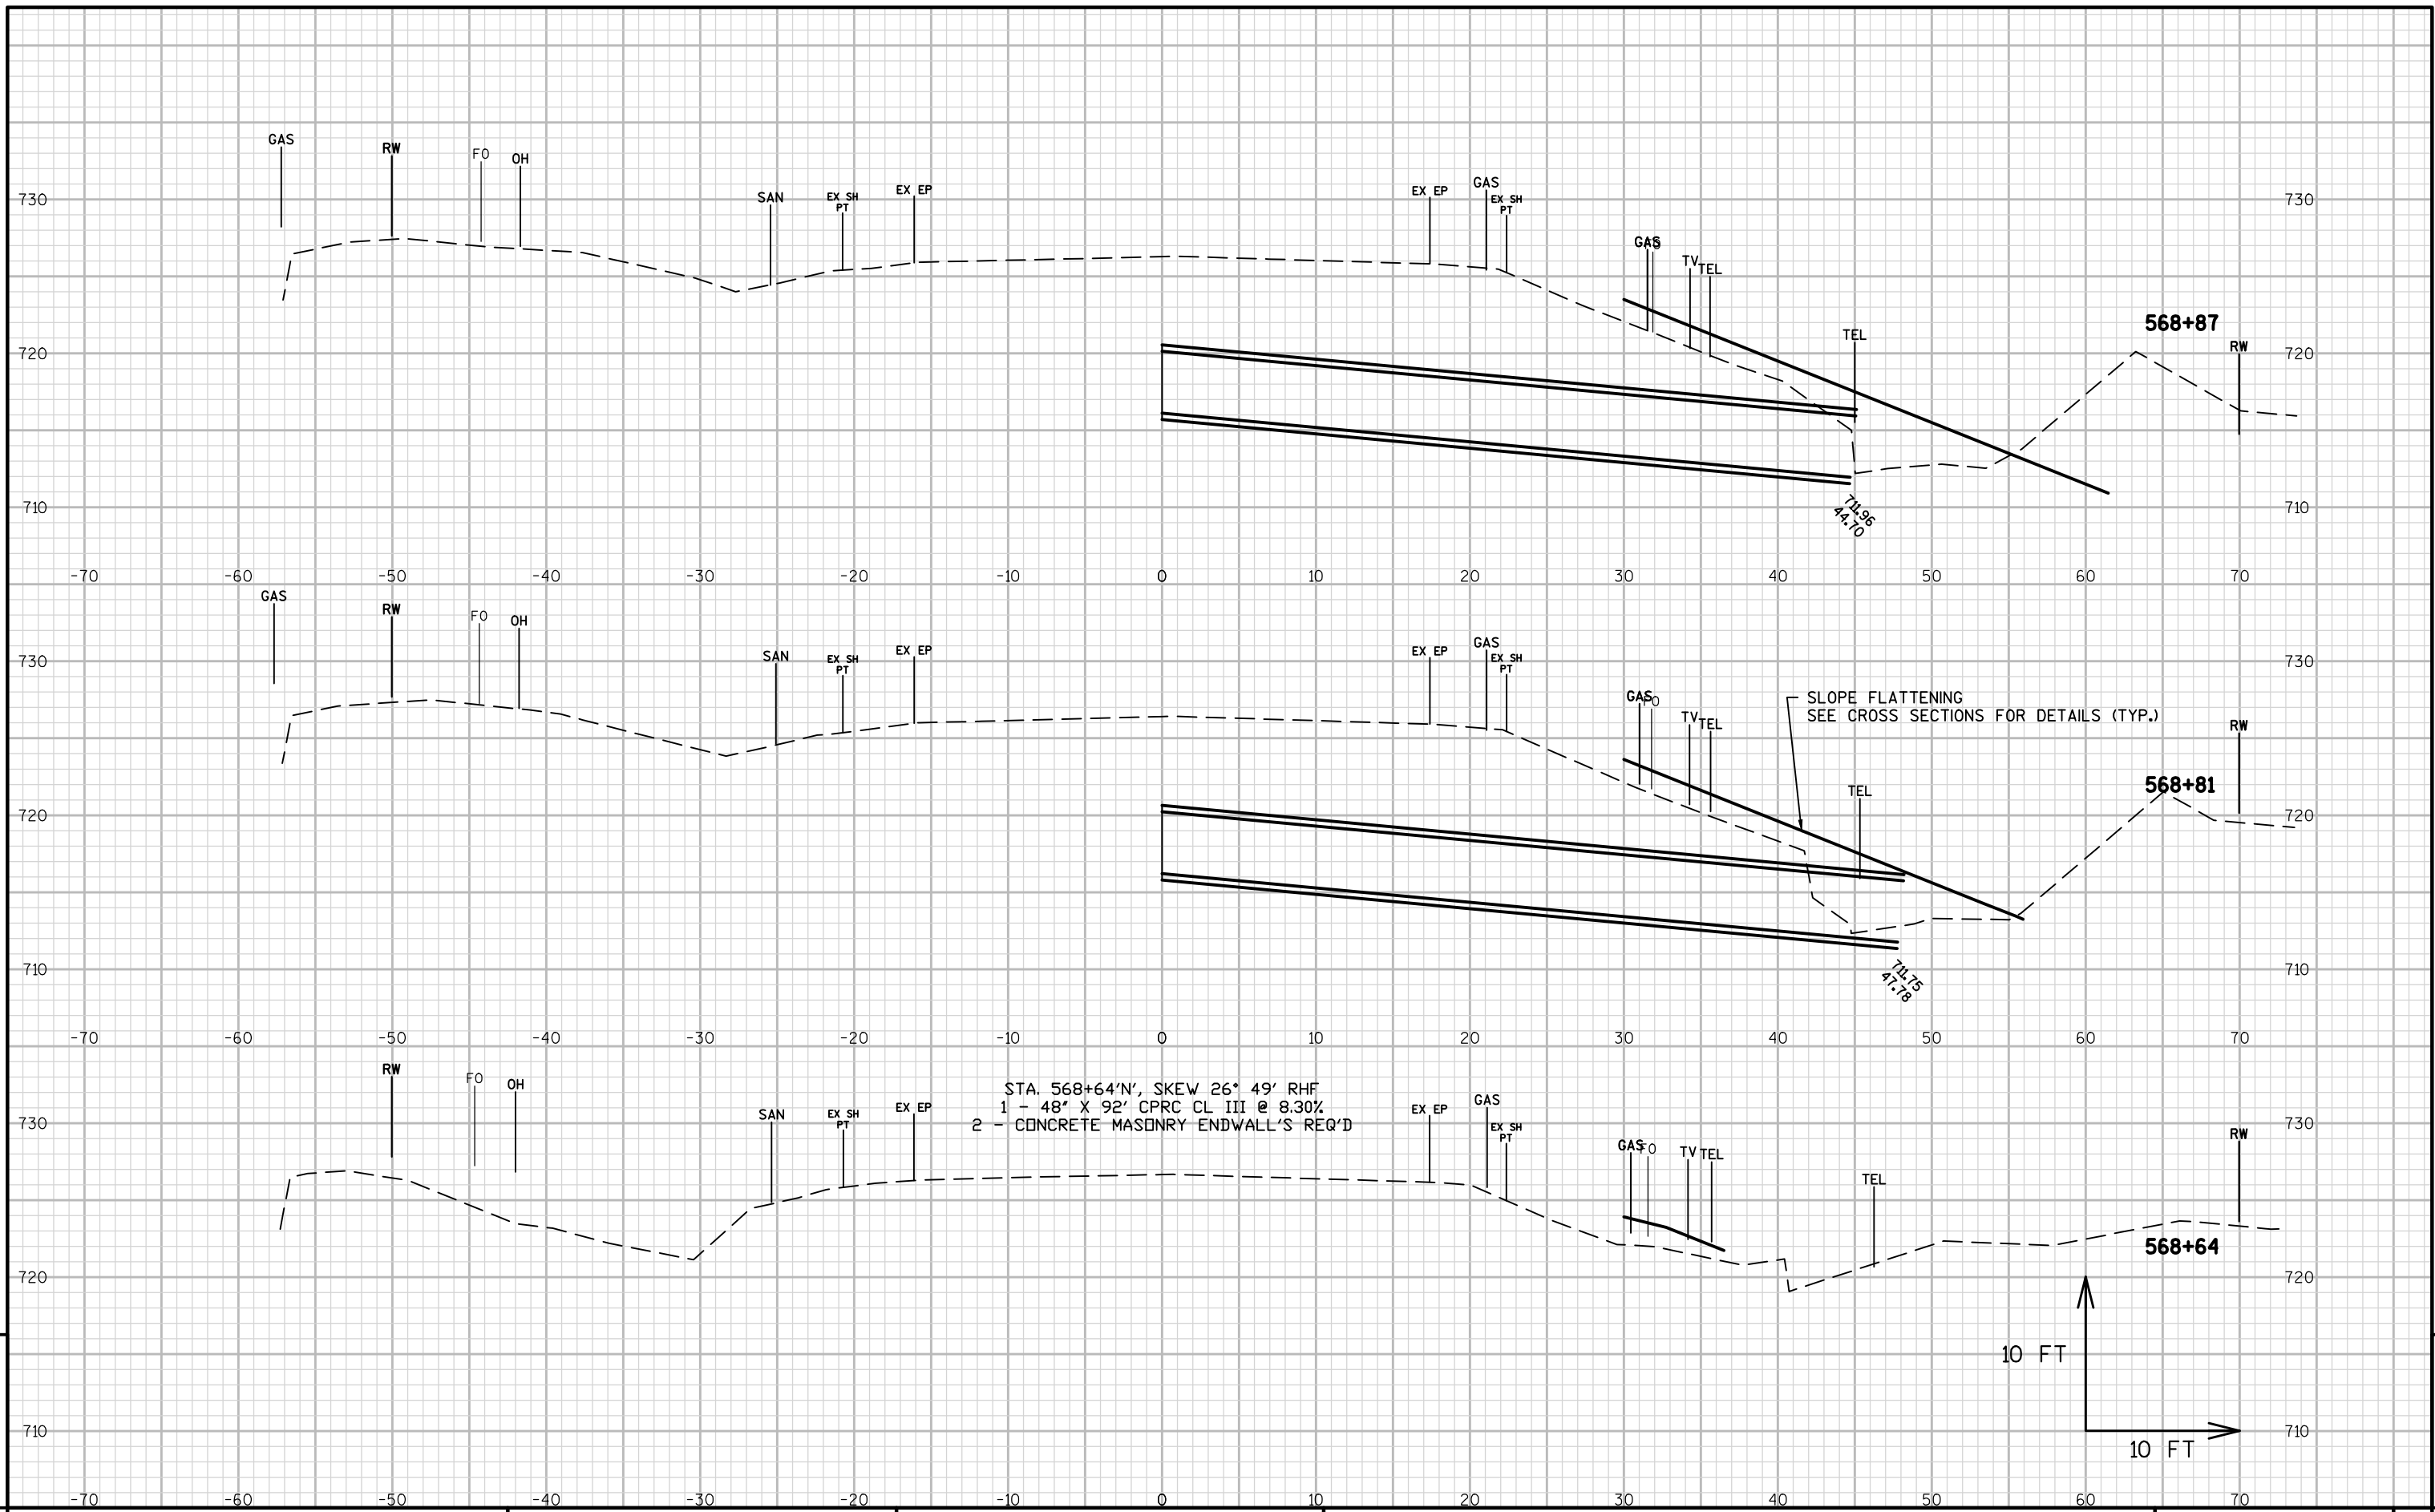 GAS
RW
FO
OH
SAN
EX SH
PT
EX EP
EX EP
GAS
EX SH
PT
730
730
GAS
FO
TV
TEL
568+87
TEL
RW
720
720
710
711.96
44.70
710
-70 -60 -50 -40 -30 -20 -10 0 10 20 30 40 50 60 70
GAS
RW
FO
OH
SAN
EX SH
PT
EX EP
EX EP
GAS
EX SH
PT
730
730
GAS
FO
TV
TEL
SLOPE FLATTENING
SEE CROSS SECTIONS FOR DETAILS (TYP.)
RW
568+81
TEL
720
720
710
711.75
47.78
710
-70 -60 -50 -40 -30 -20 -10 0 10 20 30 40 50 60 70
RW
FO
OH
SAN
EX SH
PT
EX EP
STA. 568+64'N', SKEW 26° 49' RHF
1 - 48" X 92' CPRC CL III @ 8.30%
2 - CONCRETE MASONRY ENDWALL'S REQ'D
EX EP
GAS
EX SH
PT
730
730
GAS
FO
TV
TEL
RW
TEL
568+64
720
720
10 FT
710
710
10 FT
-70 -60 -50 -40 -30 -20 -10 0 10 20 30 40 50 60 70